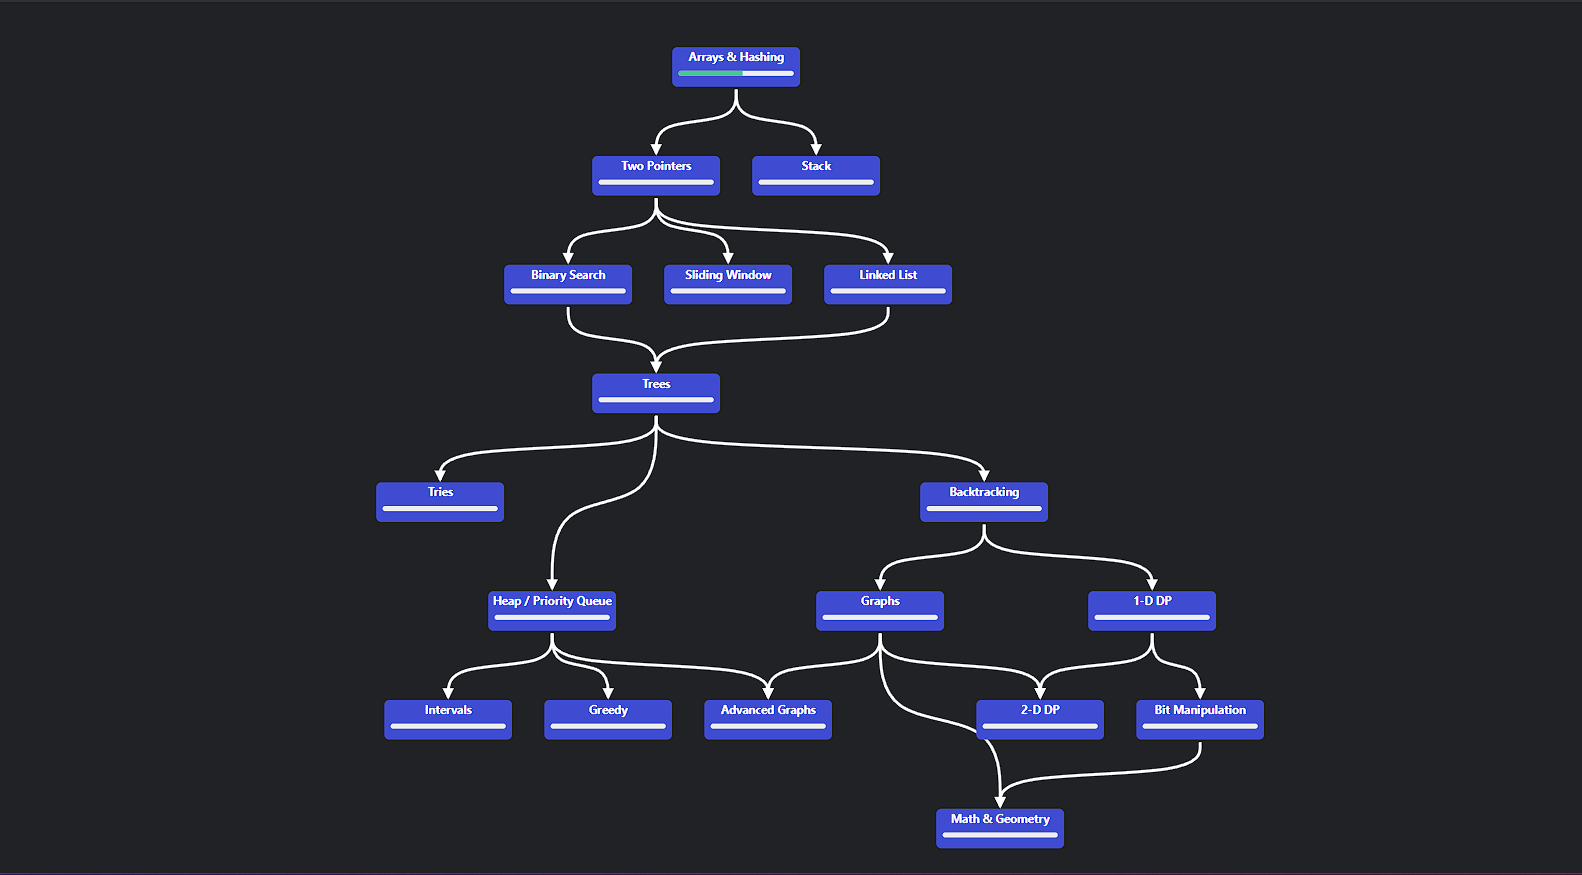 Arrays & Hashing
Two Pointers
Stack
Binary Search
Sliding Window
Linked List
Trees
Tries
Backtracking
Heap / Priority Queue
Graphs
1-D DP
Intervals
Greedy
Advanced Graphs
2-D DP
Bit Manipulation
Math & Geometry